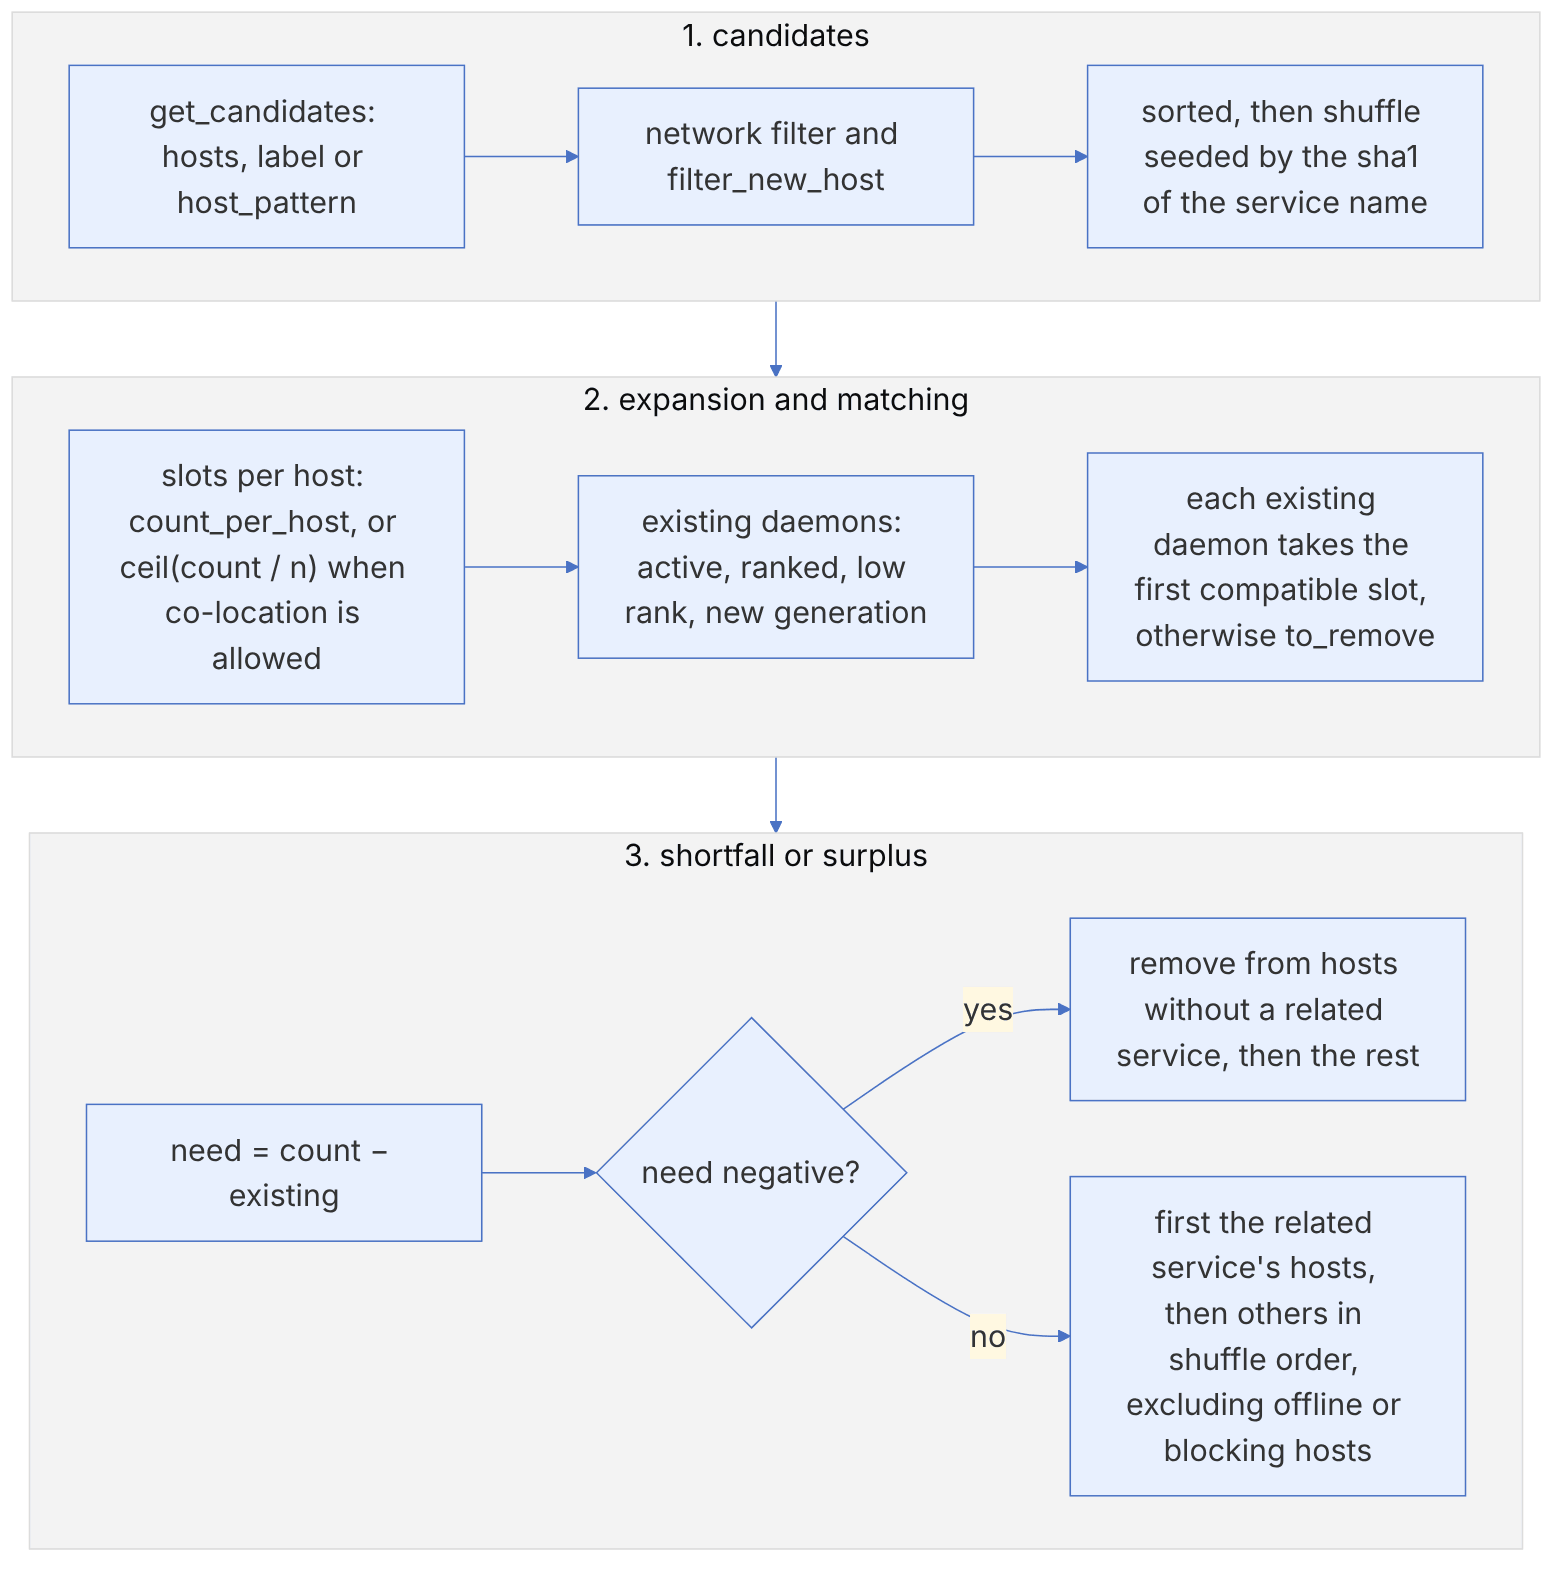 1. candidates
get_candidates:
hosts, label or
host_pattern
network filter and
filter_new_host
sorted, then shuffle
seeded by the sha1
of the service name
2. expansion and matching
slots per host:
count_per_host, or
ceil(count / n) when
co-location is
allowed
existing daemons:
active, ranked, low
rank, new generation
each existing
daemon takes the
first compatible slot,
otherwise to_remove
3. shortfall or surplus
need = count −
existing
need negative?
yes
remove from hosts
without a related
service, then the rest
no
first the related
service's hosts,
then others in
shuffle order,
excluding offline or
blocking hosts